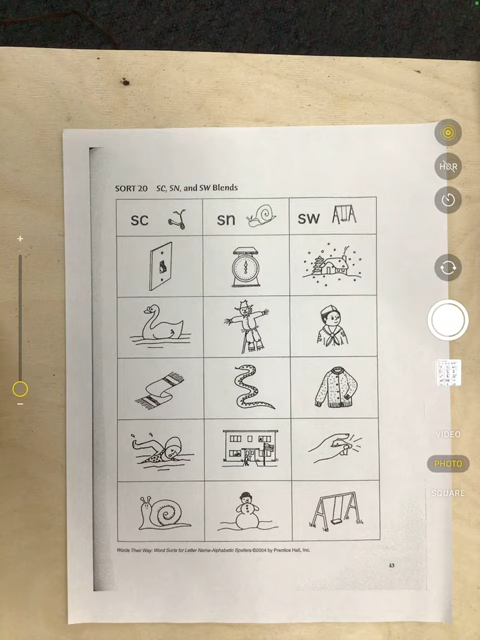 SORT 20 SC, SN, and SW Blends
sc sn sw
Words Their Way: Word Sorts for Letter Name-Alphabetic Spellers ©2004 by Prentice Hall, Inc.
43
+
−
HDR
VIDEO
PHOTO
SQUARE